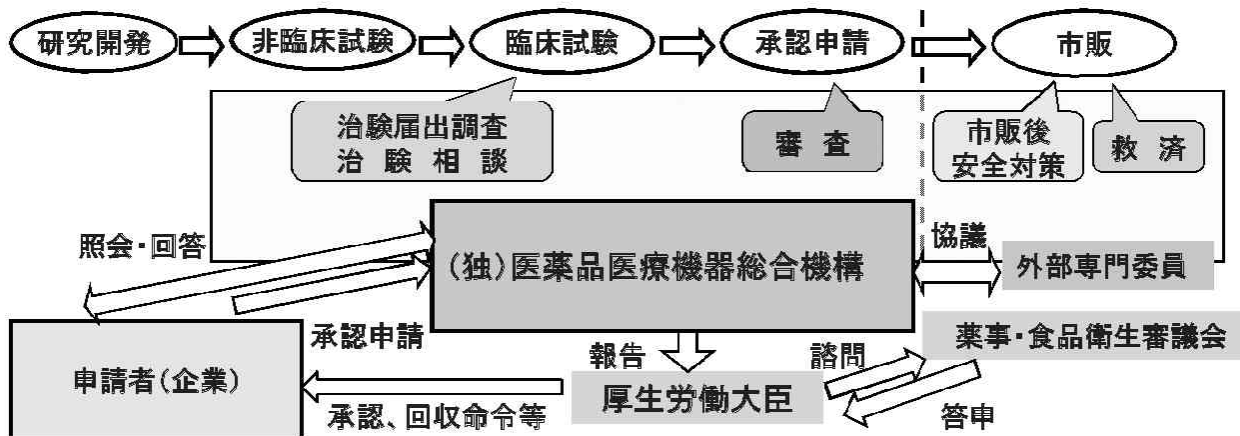 研究開発
非臨床試験
臨床試験
承認申請
市販
治験届出調査
治験相談
審査
市販後
安全対策
救済
照会・回答
(独)医薬品医療機器総合機構
協議
外部専門委員
承認申請
申請者(企業)
報告
諮問
薬事・食品衛生審議会
承認、回収命令等
厚生労働大臣
答申